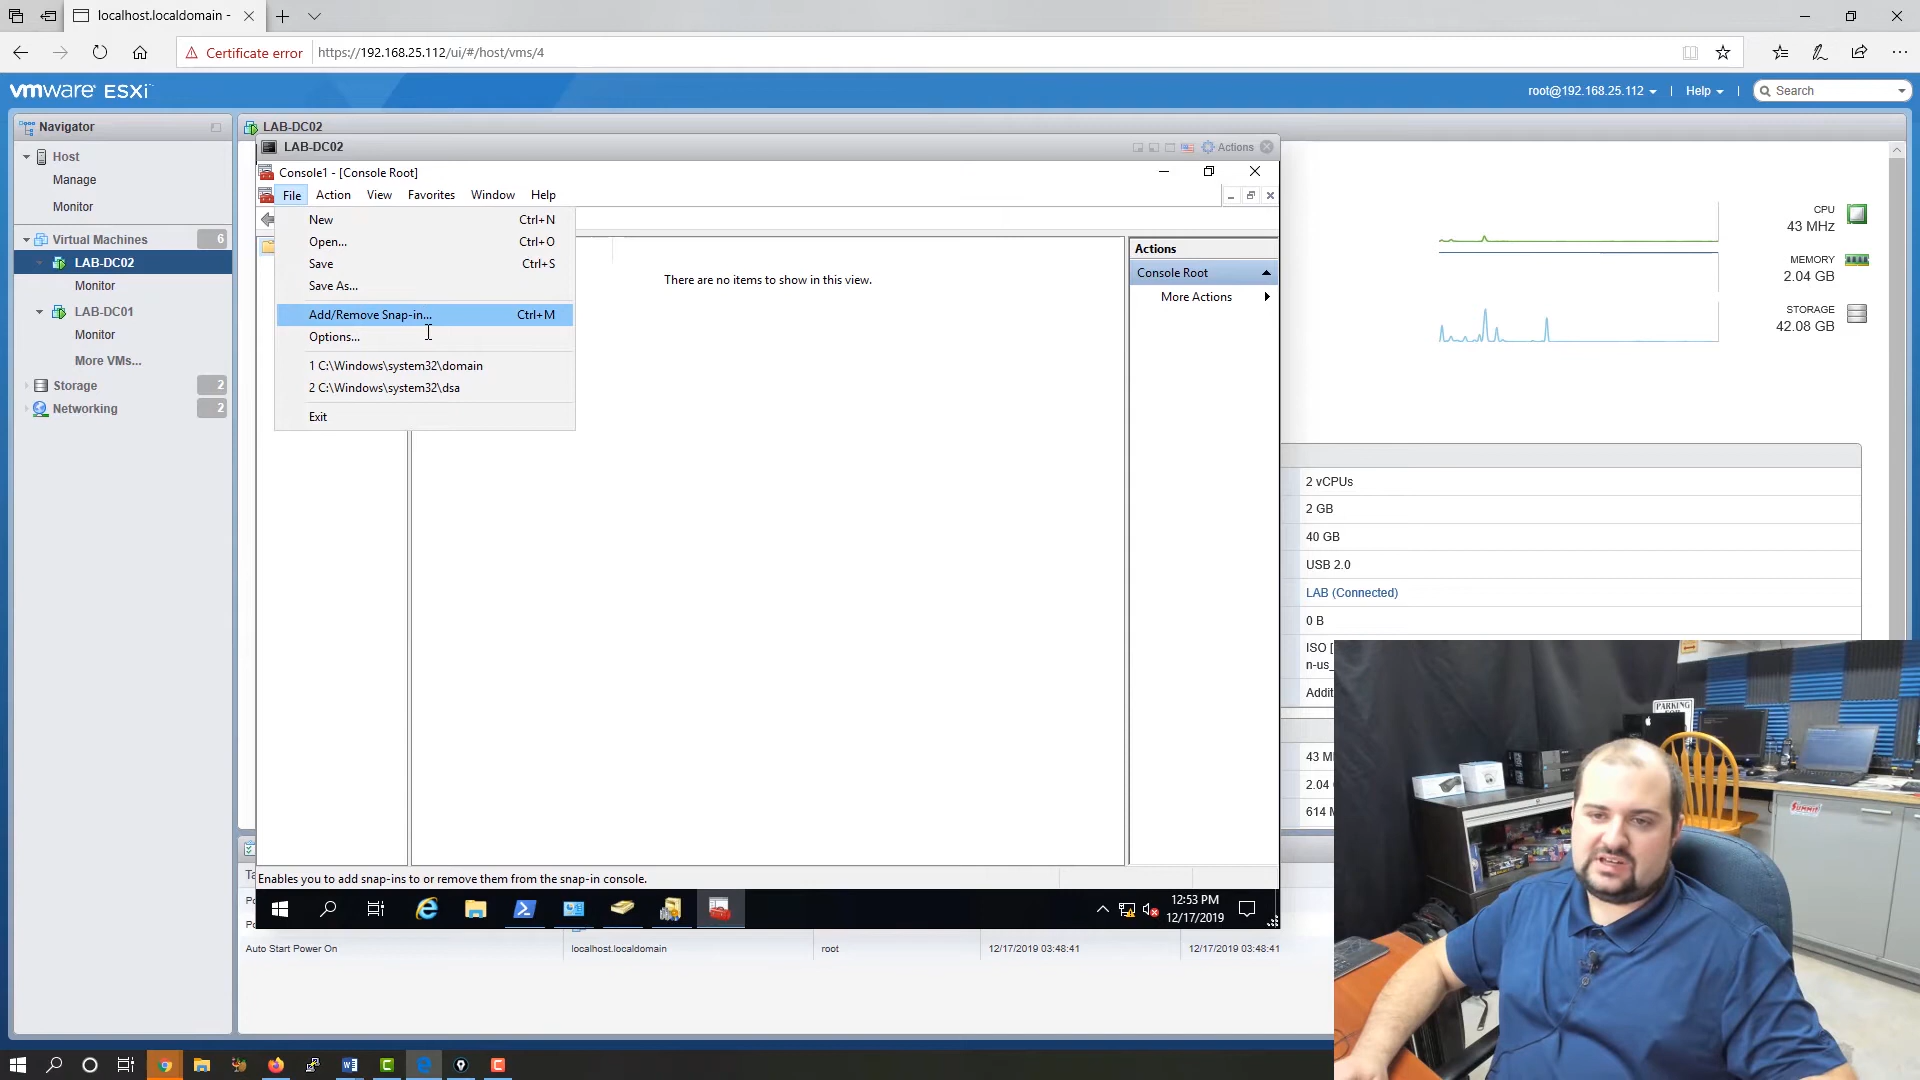 localhost.localdomain -
Certificate error
https://192.168.25.112/ui/#/host/vms/4
vmware ESXi
root@192.168.25.112
Help
Search
Navigator
Host
Manage
Monitor
Virtual Machines
6
LAB-DC02
Monitor
LAB-DC01
Monitor
More VMs...
Storage
2
Networking
2
LAB-DC02
LAB-DC02
Actions
Console1 - [Console Root]
File
Action
View
Favorites
Window
Help
New Ctrl+N
Open... Ctrl+O
Save Ctrl+S
Save As...
Add/Remove Snap-in... Ctrl+M
Options...
1 C:\Windows\system32\domain
2 C:\Windows\system32\dsa
Exit
There are no items to show in this view.
Actions
Console Root
More Actions
Enables you to add snap-ins to or remove them from the snap-in console.
12:53 PM
12/17/2019
CPU
43 MHz
MEMORY
2.04 GB
STORAGE
42.08 GB
2 vCPUs
2 GB
40 GB
USB 2.0
LAB (Connected)
0 B
ISO [
n-us_
Addit
43 M
2.04
614 M
Auto Start Power On
localhost.localdomain
root
12/17/2019 03:48:41
12/17/2019 03:48:41
PARKING
Summit